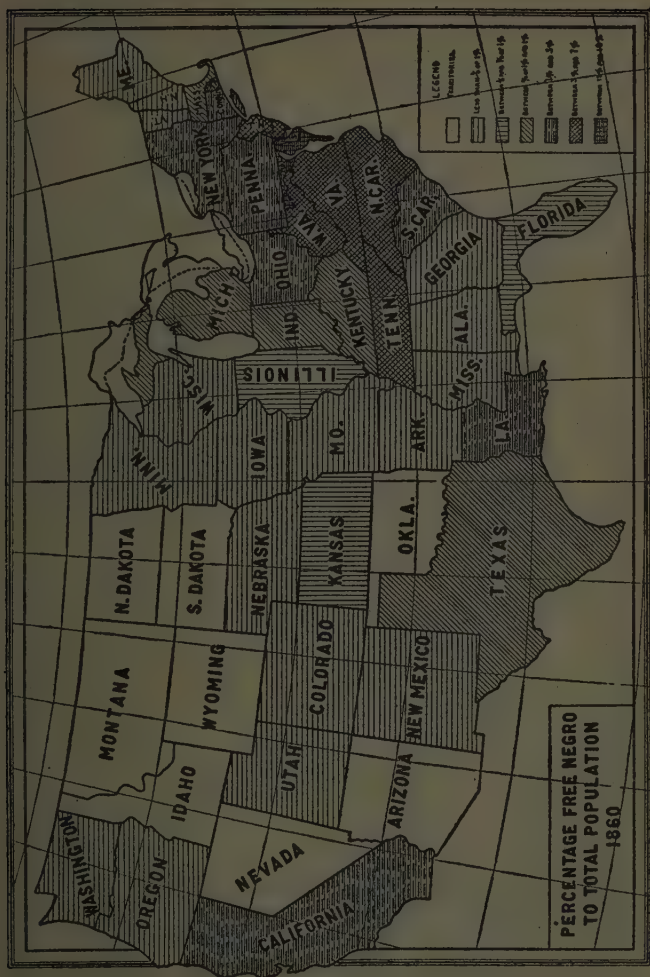 PERCENTAGE FREE NEGRO
TO TOTAL POPULATION
1860
WASHINGTON
OREGON
CALIFORNIA
NEVADA
IDAHO
MONTANA
WYOMING
UTAH
ARIZONA
COLORADO
NEW MEXICO
N. DAKOTA
S. DAKOTA
NEBRASKA
KANSAS
OKLA.
TEXAS
MINN.
IOWA
MO.
ARK.
LA.
WISC.
ILLINOIS
MICH
IND.
OHIO
KENTUCKY
TENN.
MISS.
ALA.
GEORGIA
FLORIDA
S. CAR.
N. CAR.
VA.
W. VA
PENNA.
NEW YORK
ME.
LEGEND
TERRITORIES